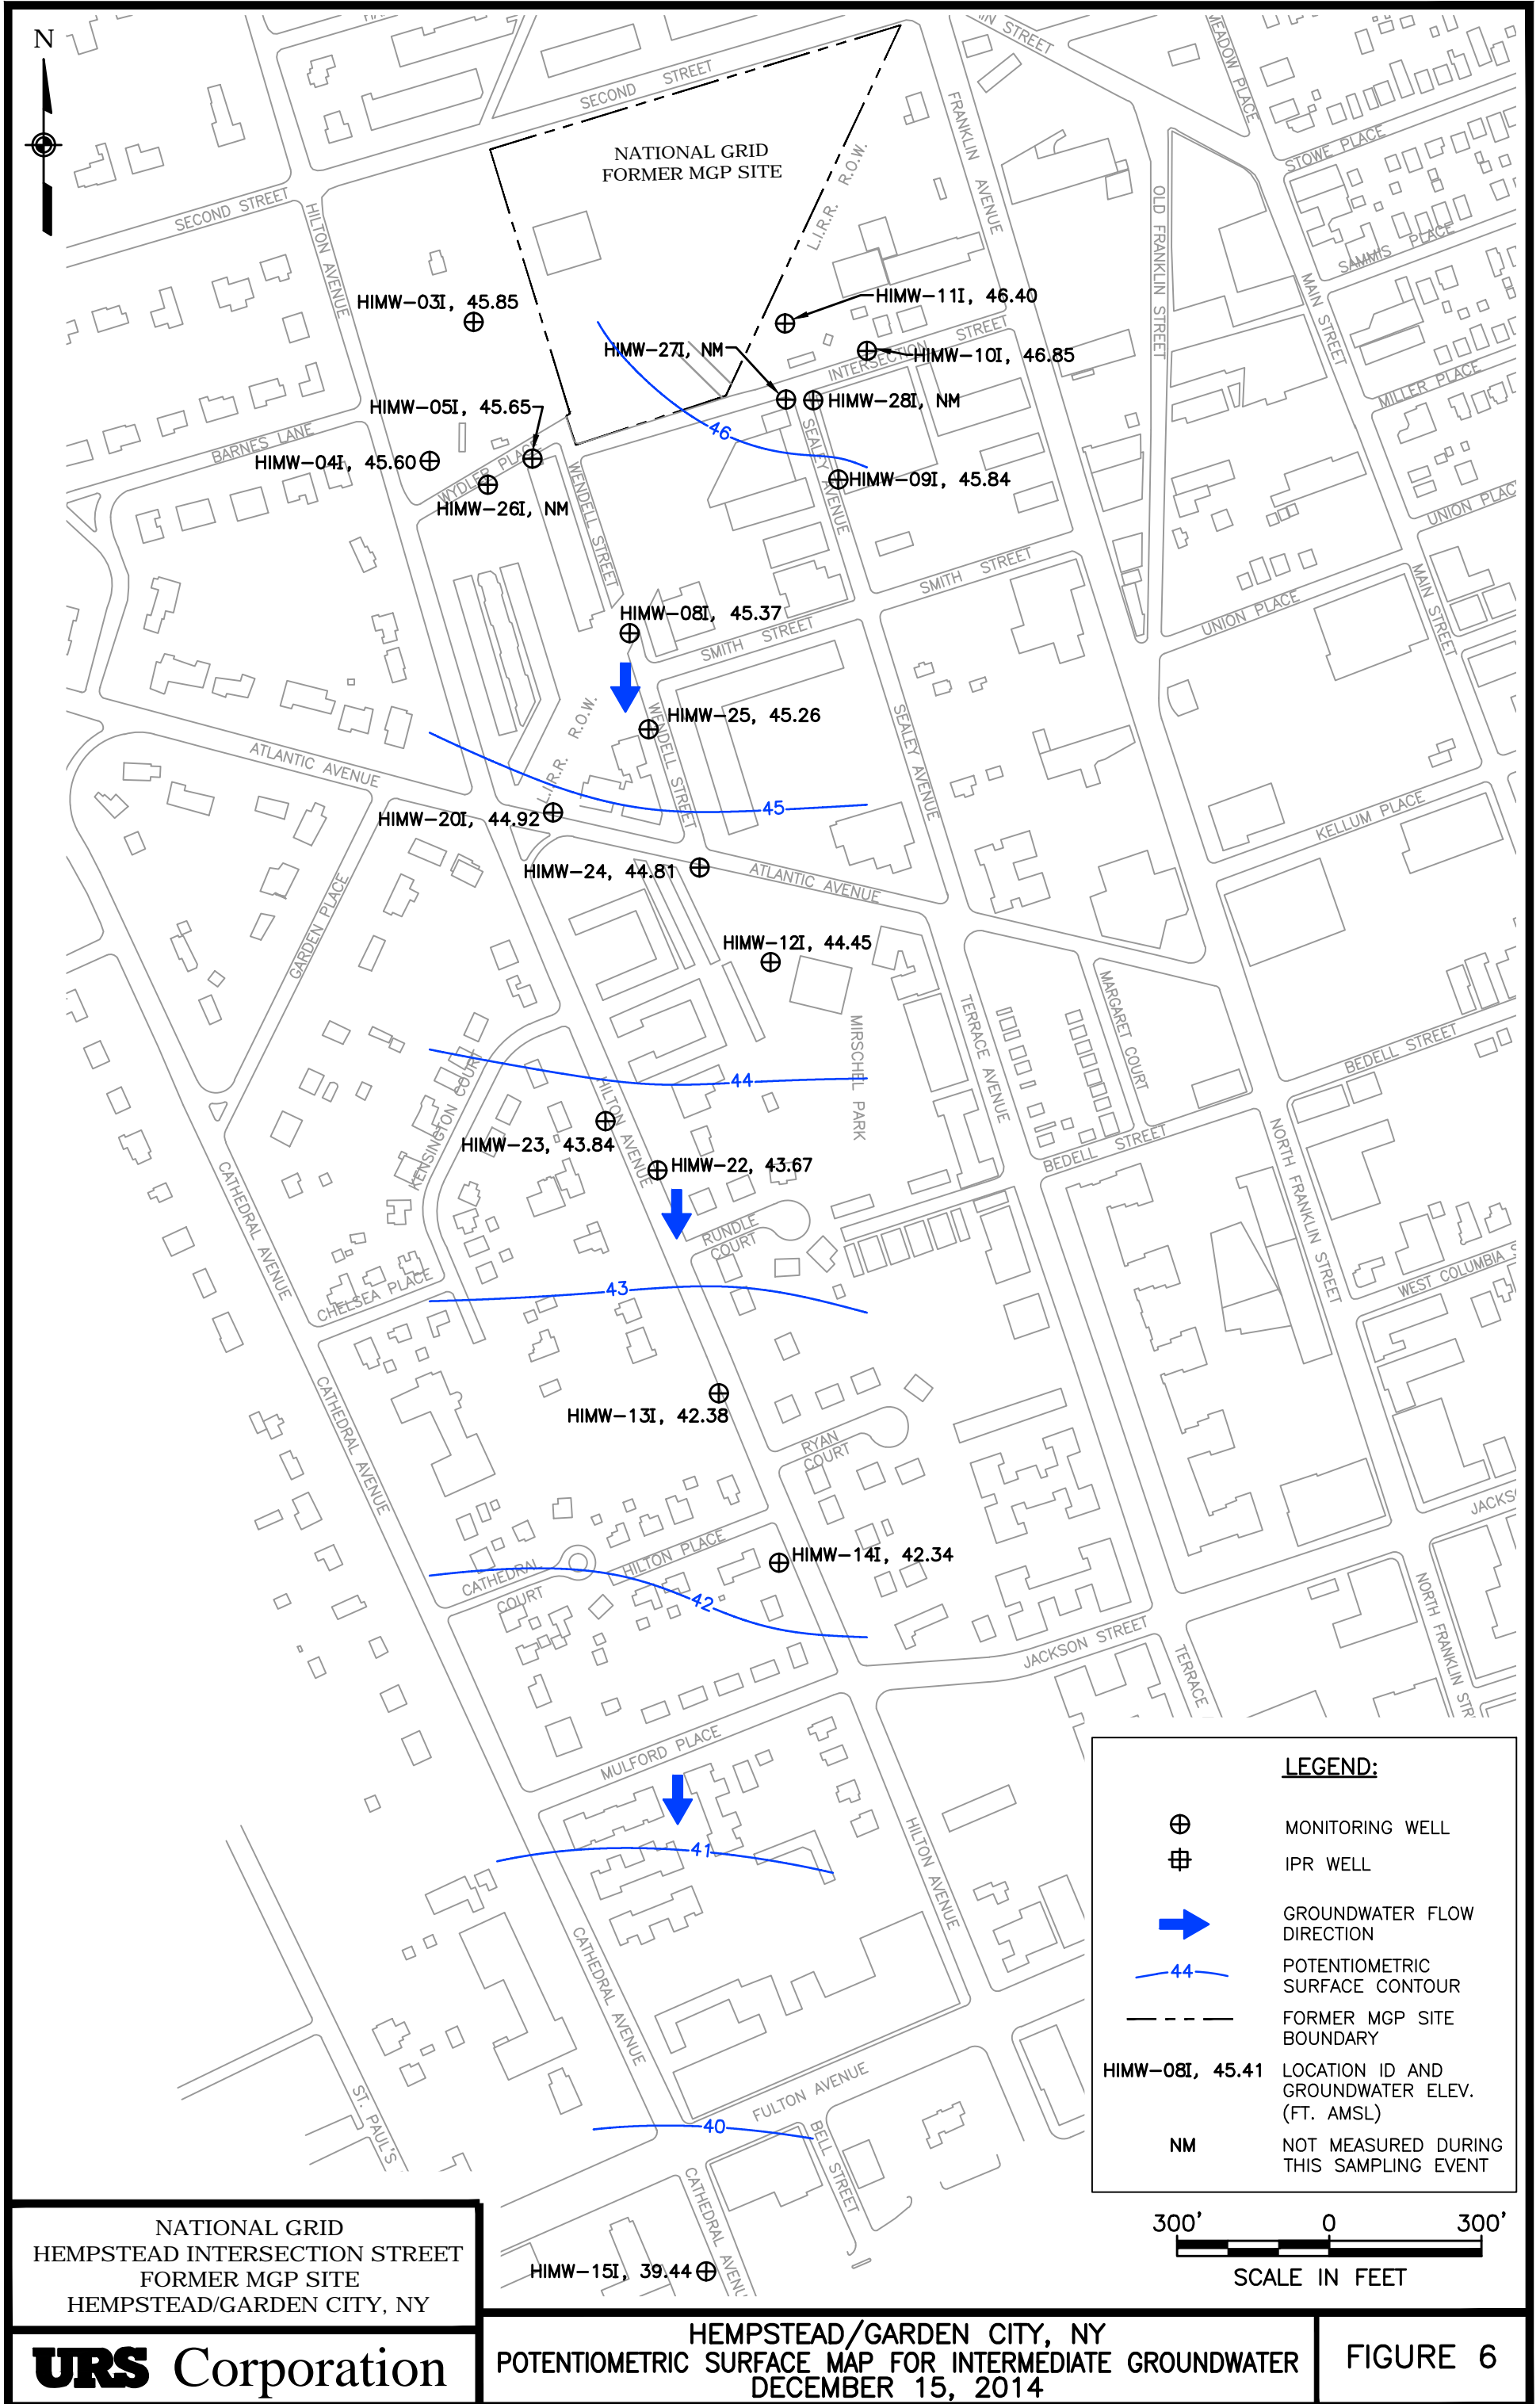 N
STREET
MEADOW PLACE
SECOND STREET
FRANKLIN AVENUE
NATIONAL GRID
FORMER MGP SITE
L.I.R.R. R.O.W.
STOWE PLACE
SECOND STREET
HILTON AVENUE
OLD FRANKLIN STREET
SAMMIS PLACE
MAIN STREET
HIMW-03I, 45.85
HIMW-11I, 46.40
HIMW-27I, NM
INTERSECTION STREET
HIMW-10I, 46.85
MILLER PLACE
HIMW-05I, 45.65
HIMW-28I, NM
46
BARNES LANE
HIMW-04I, 45.60
WYDLER PLACE
HIMW-26I, NM
WENDELL STREET
SEALEY AVENUE
HIMW-09I, 45.84
UNION PLAC
SMITH STREET
MAIN STREET
UNION PLACE
HIMW-08I, 45.37
SMITH STREET
L.I.R.R. R.O.W.
HIMW-25, 45.26
WENDELL STREET
SEALEY AVENUE
ATLANTIC AVENUE
45
HIMW-20I, 44.92
KELLUM PLACE
HIMW-24, 44.81
ATLANTIC AVENUE
GARDEN PLACE
HIMW-12I, 44.45
MARGARET COURT
TERRACE AVENUE
MIRSCHEL PARK
BEDELL STREET
44
KENSINGTON COURT
HILTON AVENUE
HIMW-23, 43.84
HIMW-22, 43.67
BEDELL STREET
NORTH FRANKLIN STREET
CATHEDRAL AVENUE
RUNDLE
COURT
WEST COLUMBIA S
CHELSEA PLACE
43
CATHEDRAL AVENUE
HIMW-13I, 42.38
RYAN
COURT
JACKS
HILTON PLACE
HIMW-14I, 42.34
CATHEDRAL
COURT
42
NORTH FRANKLIN STR
JACKSON STREET
TERRACE
MULFORD PLACE
41
HILTON AVENUE
CATHEDRAL AVENUE
ST. PAUL'S
FULTON AVENUE
BELL STREET
40
CATHEDRAL AVENU
HIMW-15I, 39.44
LEGEND:
MONITORING WELL
IPR WELL
GROUNDWATER FLOW
DIRECTION
44
POTENTIOMETRIC
SURFACE CONTOUR
FORMER MGP SITE
BOUNDARY
HIMW-08I, 45.41
LOCATION ID AND
GROUNDWATER ELEV.
(FT. AMSL)
NM
NOT MEASURED DURING
THIS SAMPLING EVENT
300' 0 300'
SCALE IN FEET
NATIONAL GRID
HEMPSTEAD INTERSECTION STREET
FORMER MGP SITE
HEMPSTEAD/GARDEN CITY, NY
URS Corporation
HEMPSTEAD/GARDEN CITY, NY
POTENTIOMETRIC SURFACE MAP FOR INTERMEDIATE GROUNDWATER
DECEMBER 15, 2014
FIGURE 6